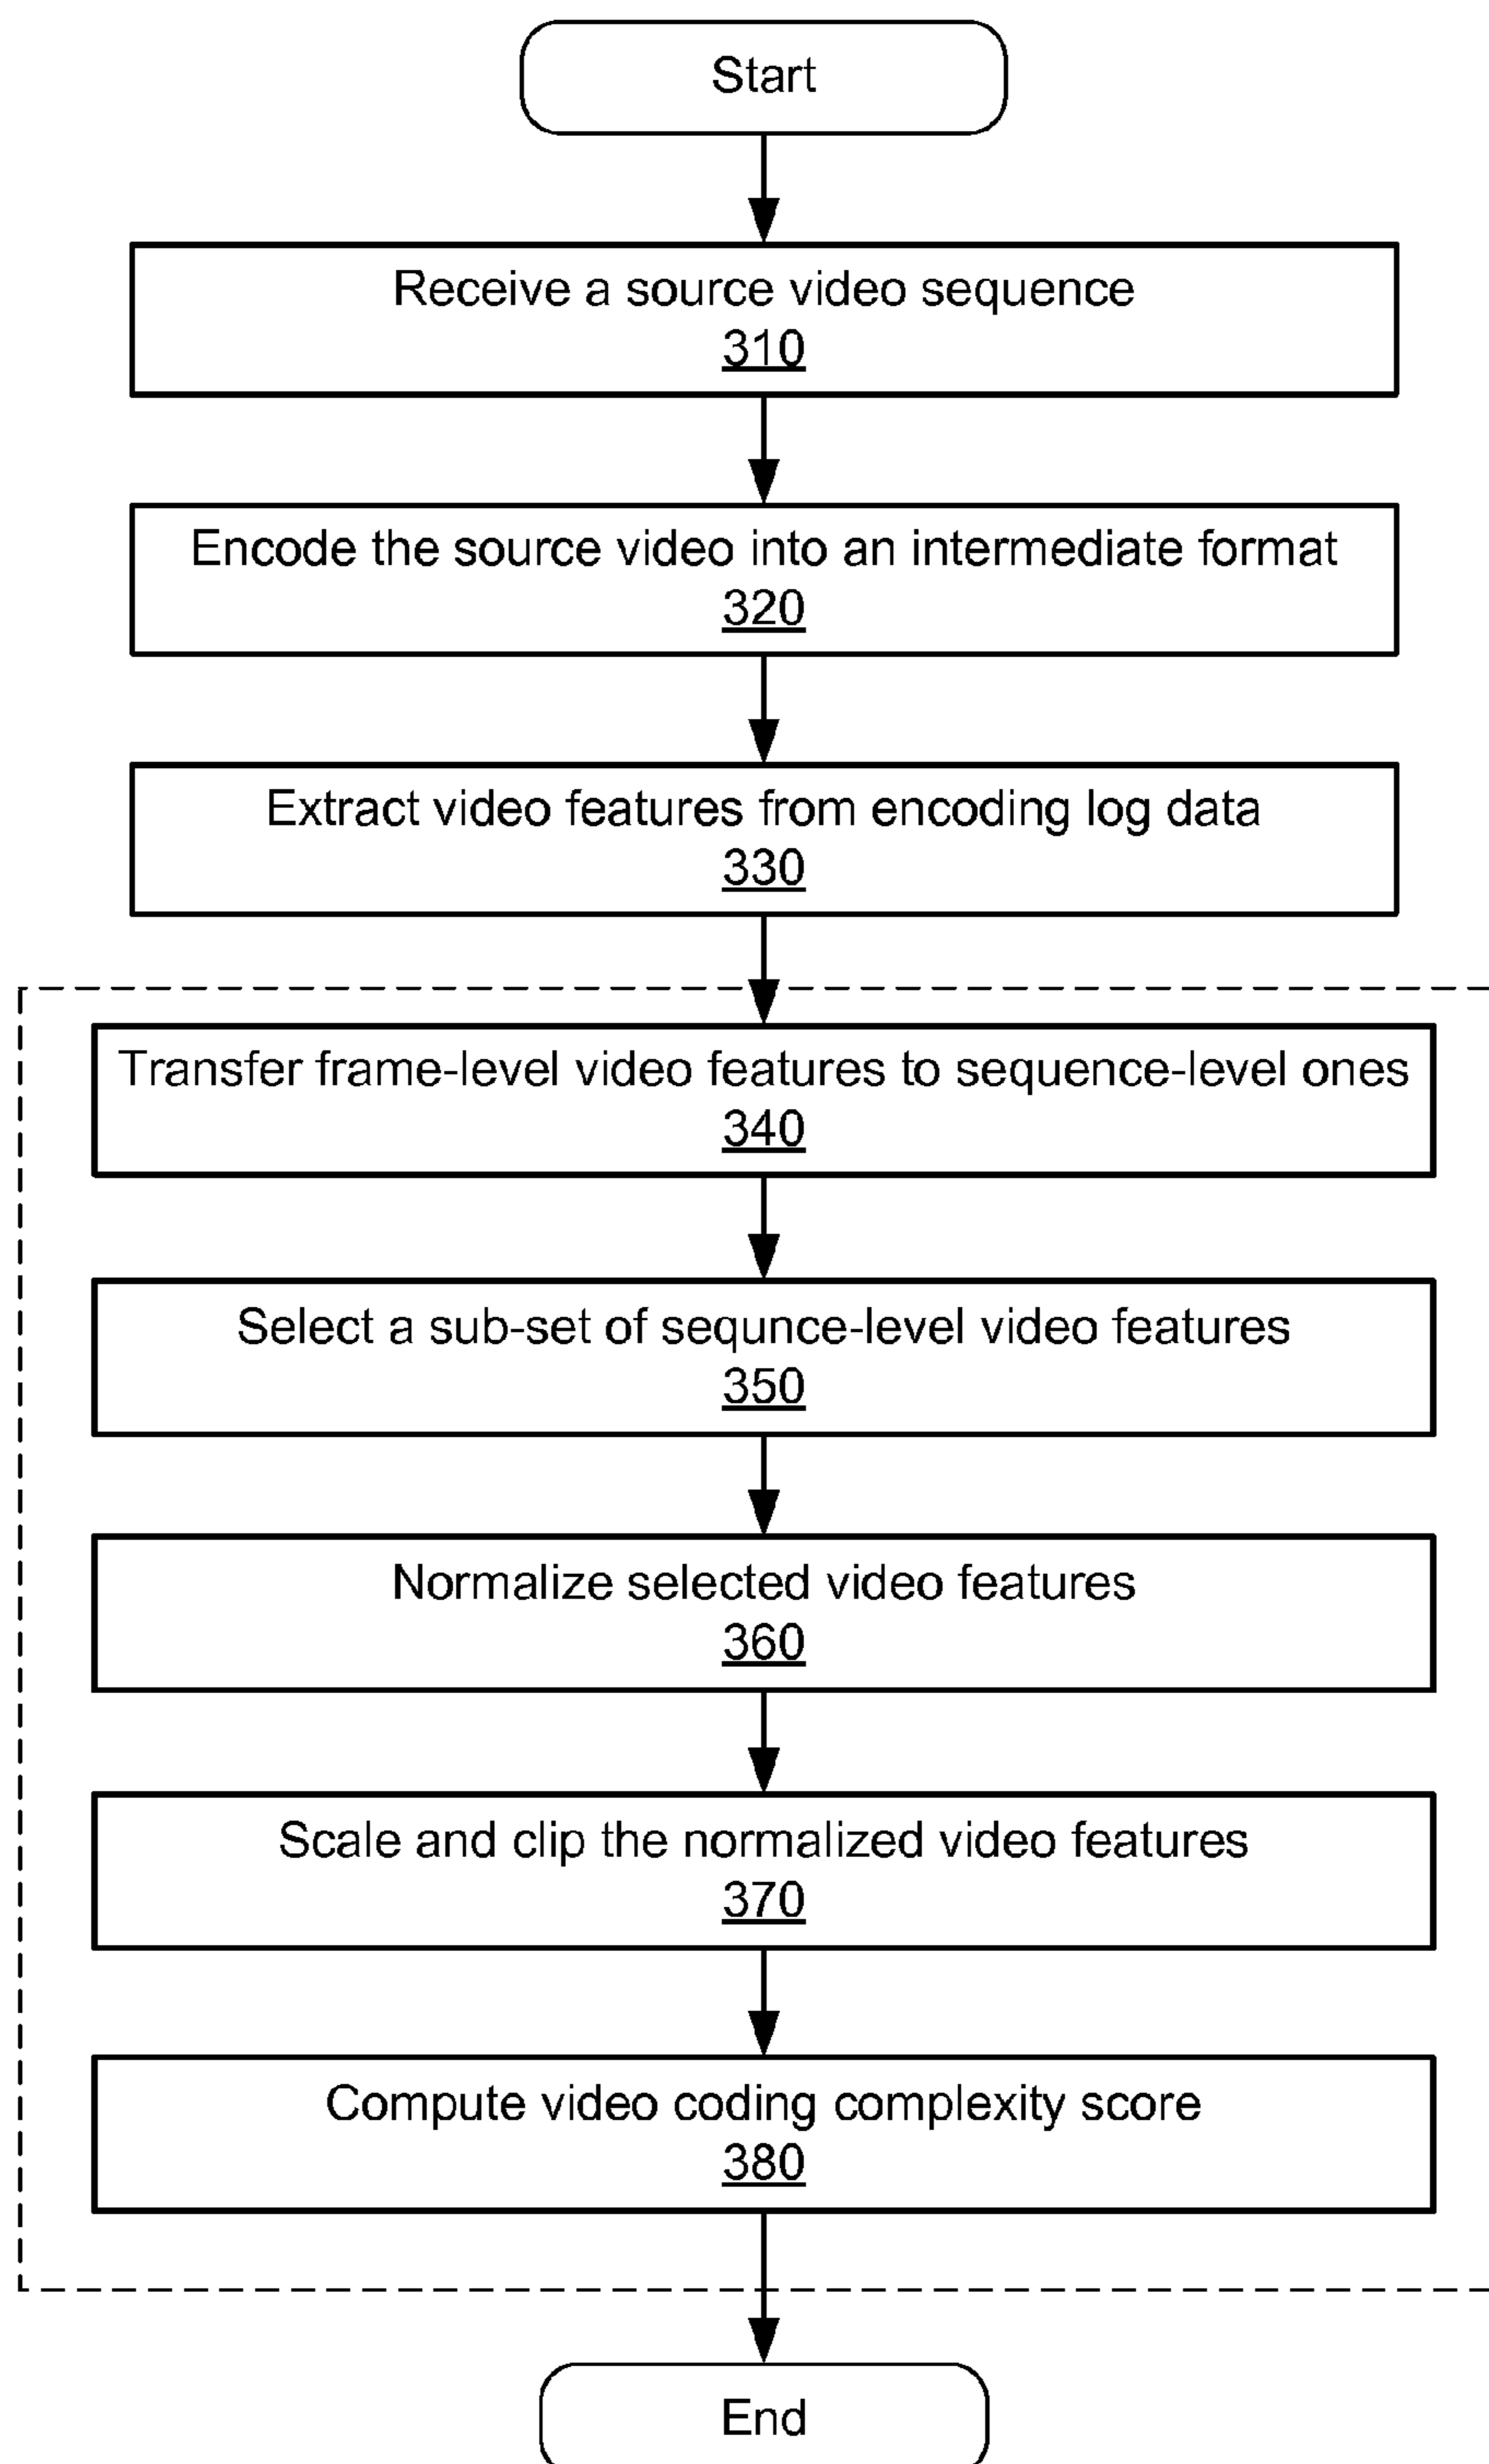 Start
Receive a source video sequence
310
Encode the source video into an intermediate format
320
Extract video features from encoding log data
330
Transfer frame-level video features to sequence-level ones
340
Select a sub-set of sequnce-level video features
350
Normalize selected video features
360
Scale and clip the normalized video features
370
Compute video coding complexity score
380
End